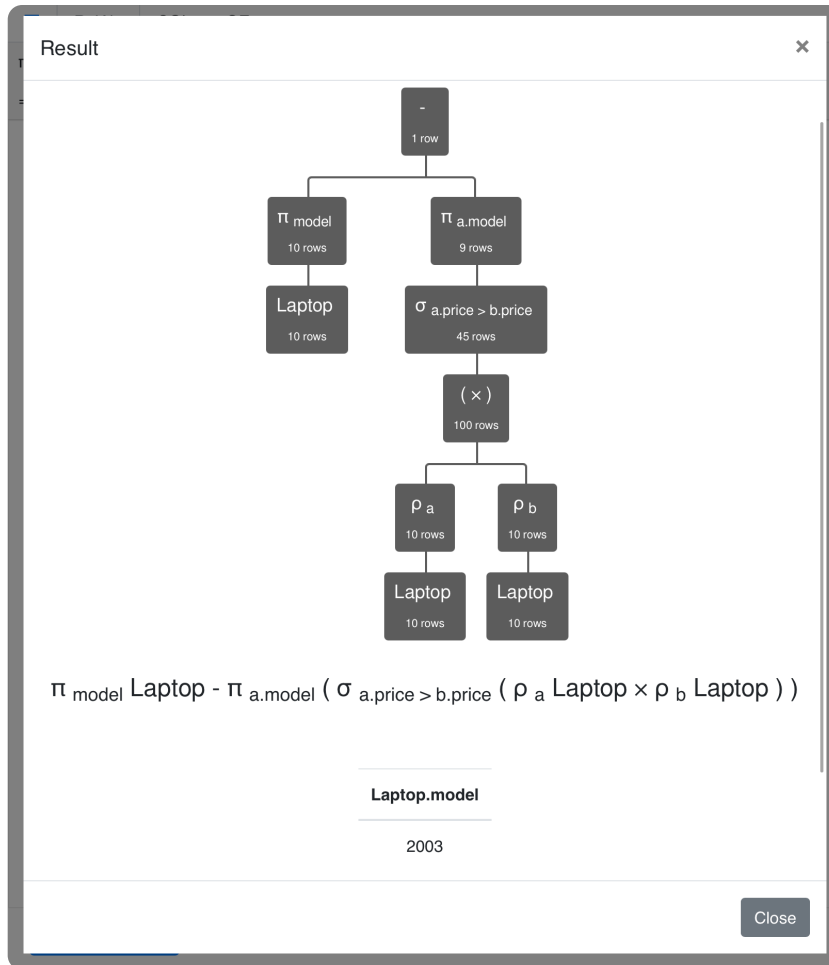 Result ×
-
1 row
π model π a.model
10 rows 9 rows
Laptop σ a.price > b.price
10 rows 45 rows
( × )
100 rows
ρ a ρ b
10 rows 10 rows
Laptop Laptop
10 rows 10 rows
π model Laptop - π a.model ( σ a.price > b.price ( ρ a Laptop × ρ b Laptop ) )
Laptop.model
2003
Close